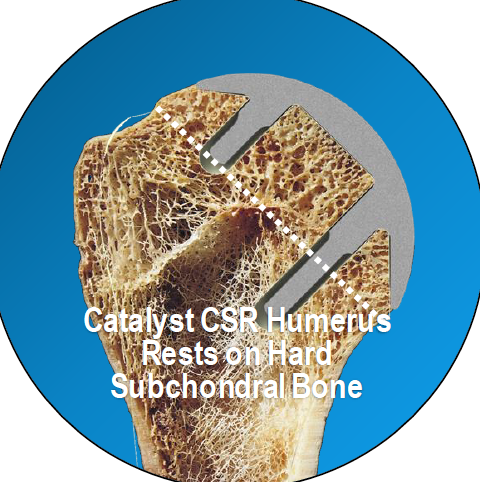 Catalyst CSR Humerus
Rests on Hard
Subchondral Bone